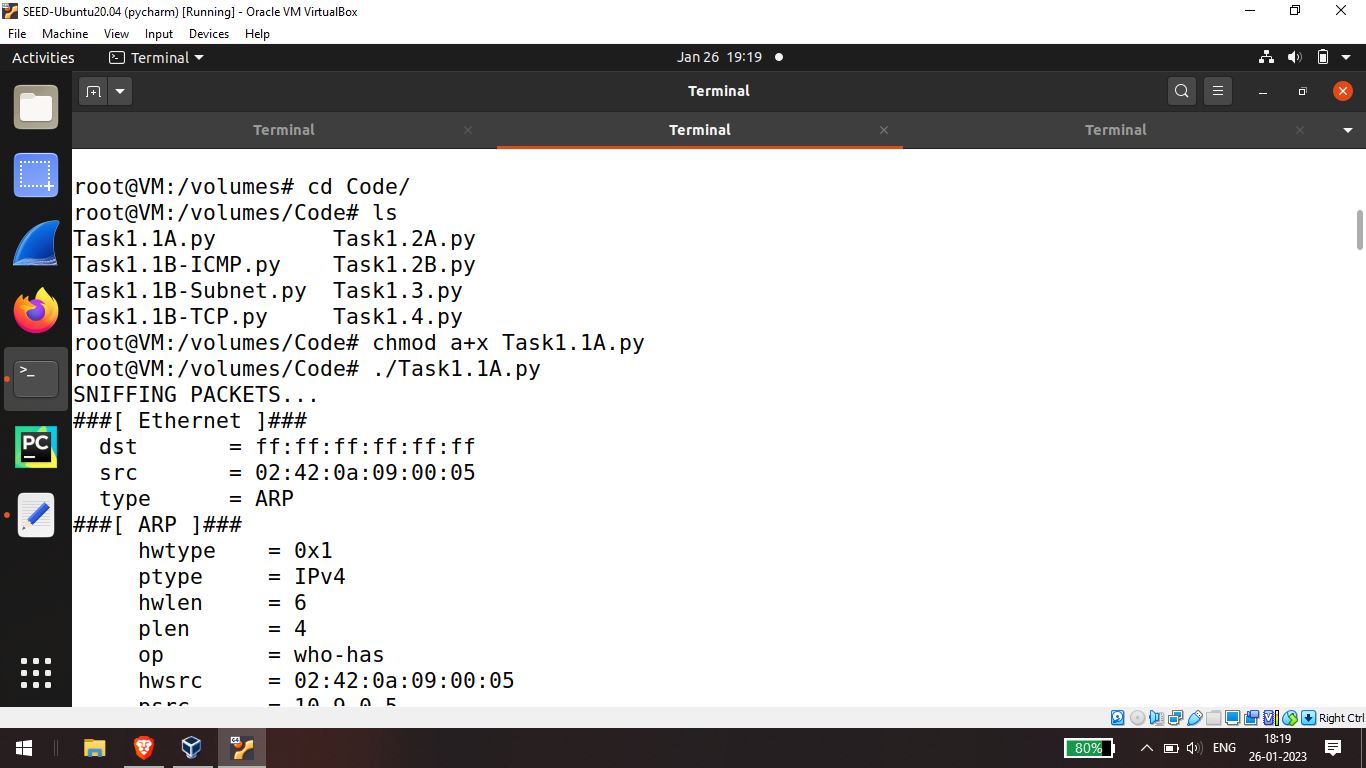 SEED-Ubuntu20.04 (pycharm) [Running] - Oracle VM VirtualBox
File Machine View Input Devices Help
Activities Terminal Jan 26 19:19
Terminal
Terminal Terminal Terminal
root@VM:/volumes# cd Code/
root@VM:/volumes/Code# ls
Task1.1A.py Task1.2A.py
Task1.1B-ICMP.py Task1.2B.py
Task1.1B-Subnet.py Task1.3.py
Task1.1B-TCP.py Task1.4.py
root@VM:/volumes/Code# chmod a+x Task1.1A.py
root@VM:/volumes/Code# ./Task1.1A.py
SNIFFING PACKETS...
###[ Ethernet ]###
dst = ff:ff:ff:ff:ff:ff
src = 02:42:0a:09:00:05
type = ARP
###[ ARP ]###
hwtype = 0x1
ptype = IPv4
hwlen = 6
plen = 4
op = who-has
hwsrc = 02:42:0a:09:00:05
psrc = 10.9.0.5
PC
Right Ctrl
80% ENG 18:19
26-01-2023